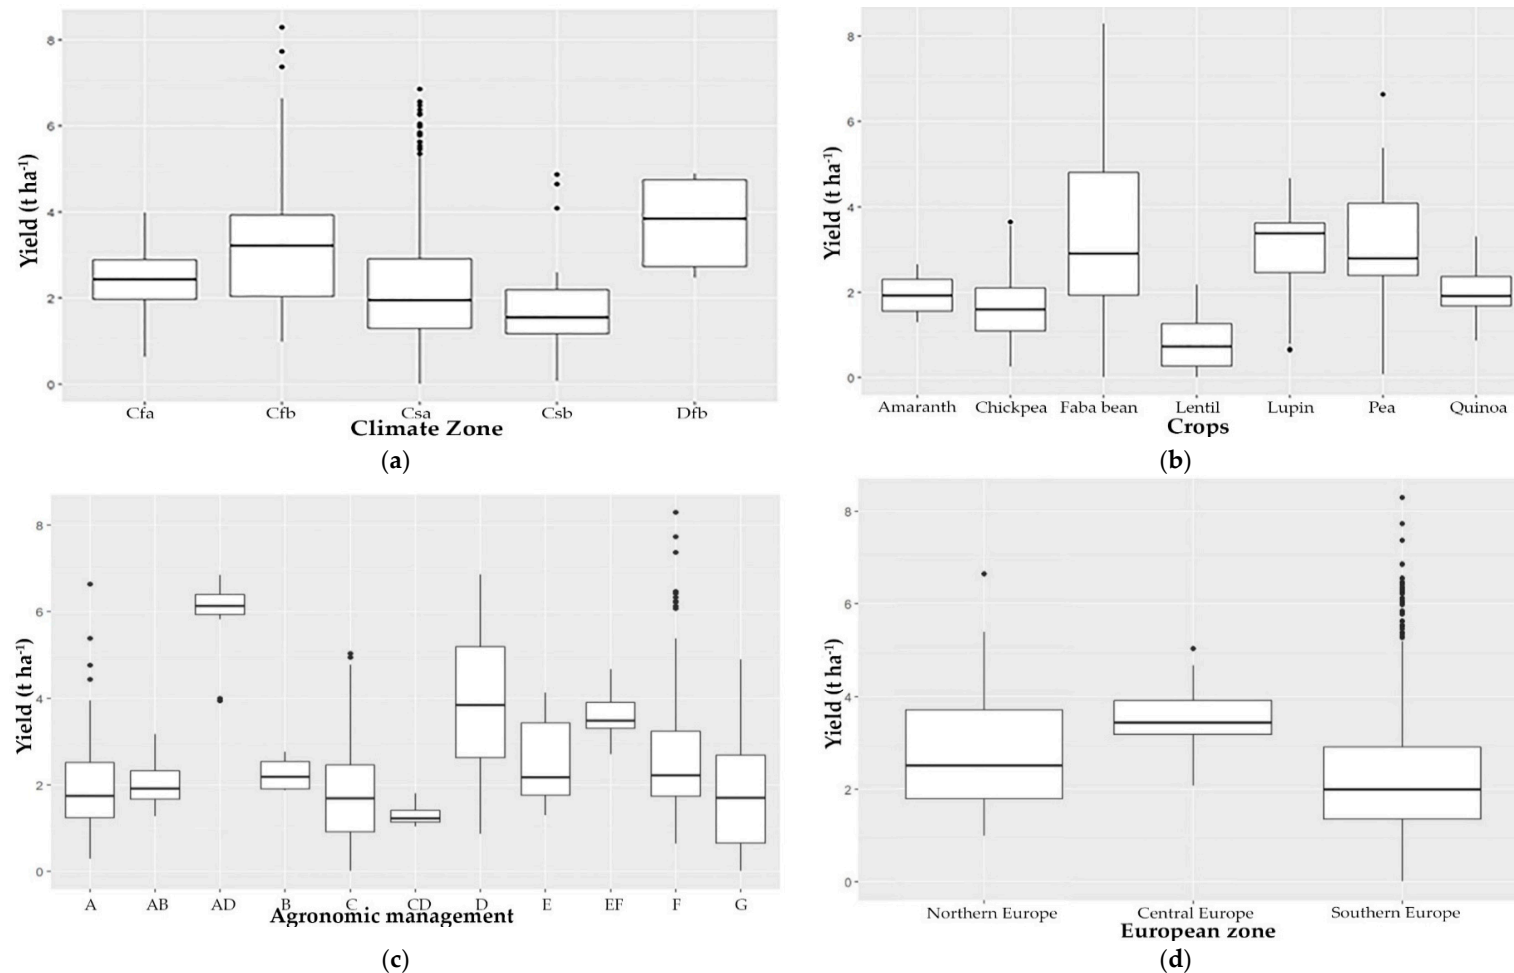 8
6
4
2
0
Yield (t ha-1)
Cfa Cfb Csa Csb Dfb
Climate Zone
(a)
8
6
4
2
0
Yield (t ha-1)
Amaranth Chickpea Faba bean Lentil Lupin Pea Quinoa
Crops
(b)
8
6
4
2
0
Yield (t ha-1)
A AB AD B C CD D E EF F G
Agronomic management
(c)
8
6
4
2
0
Yield (t ha-1)
Northern Europe Central Europe Southern Europe
European zone
(d)